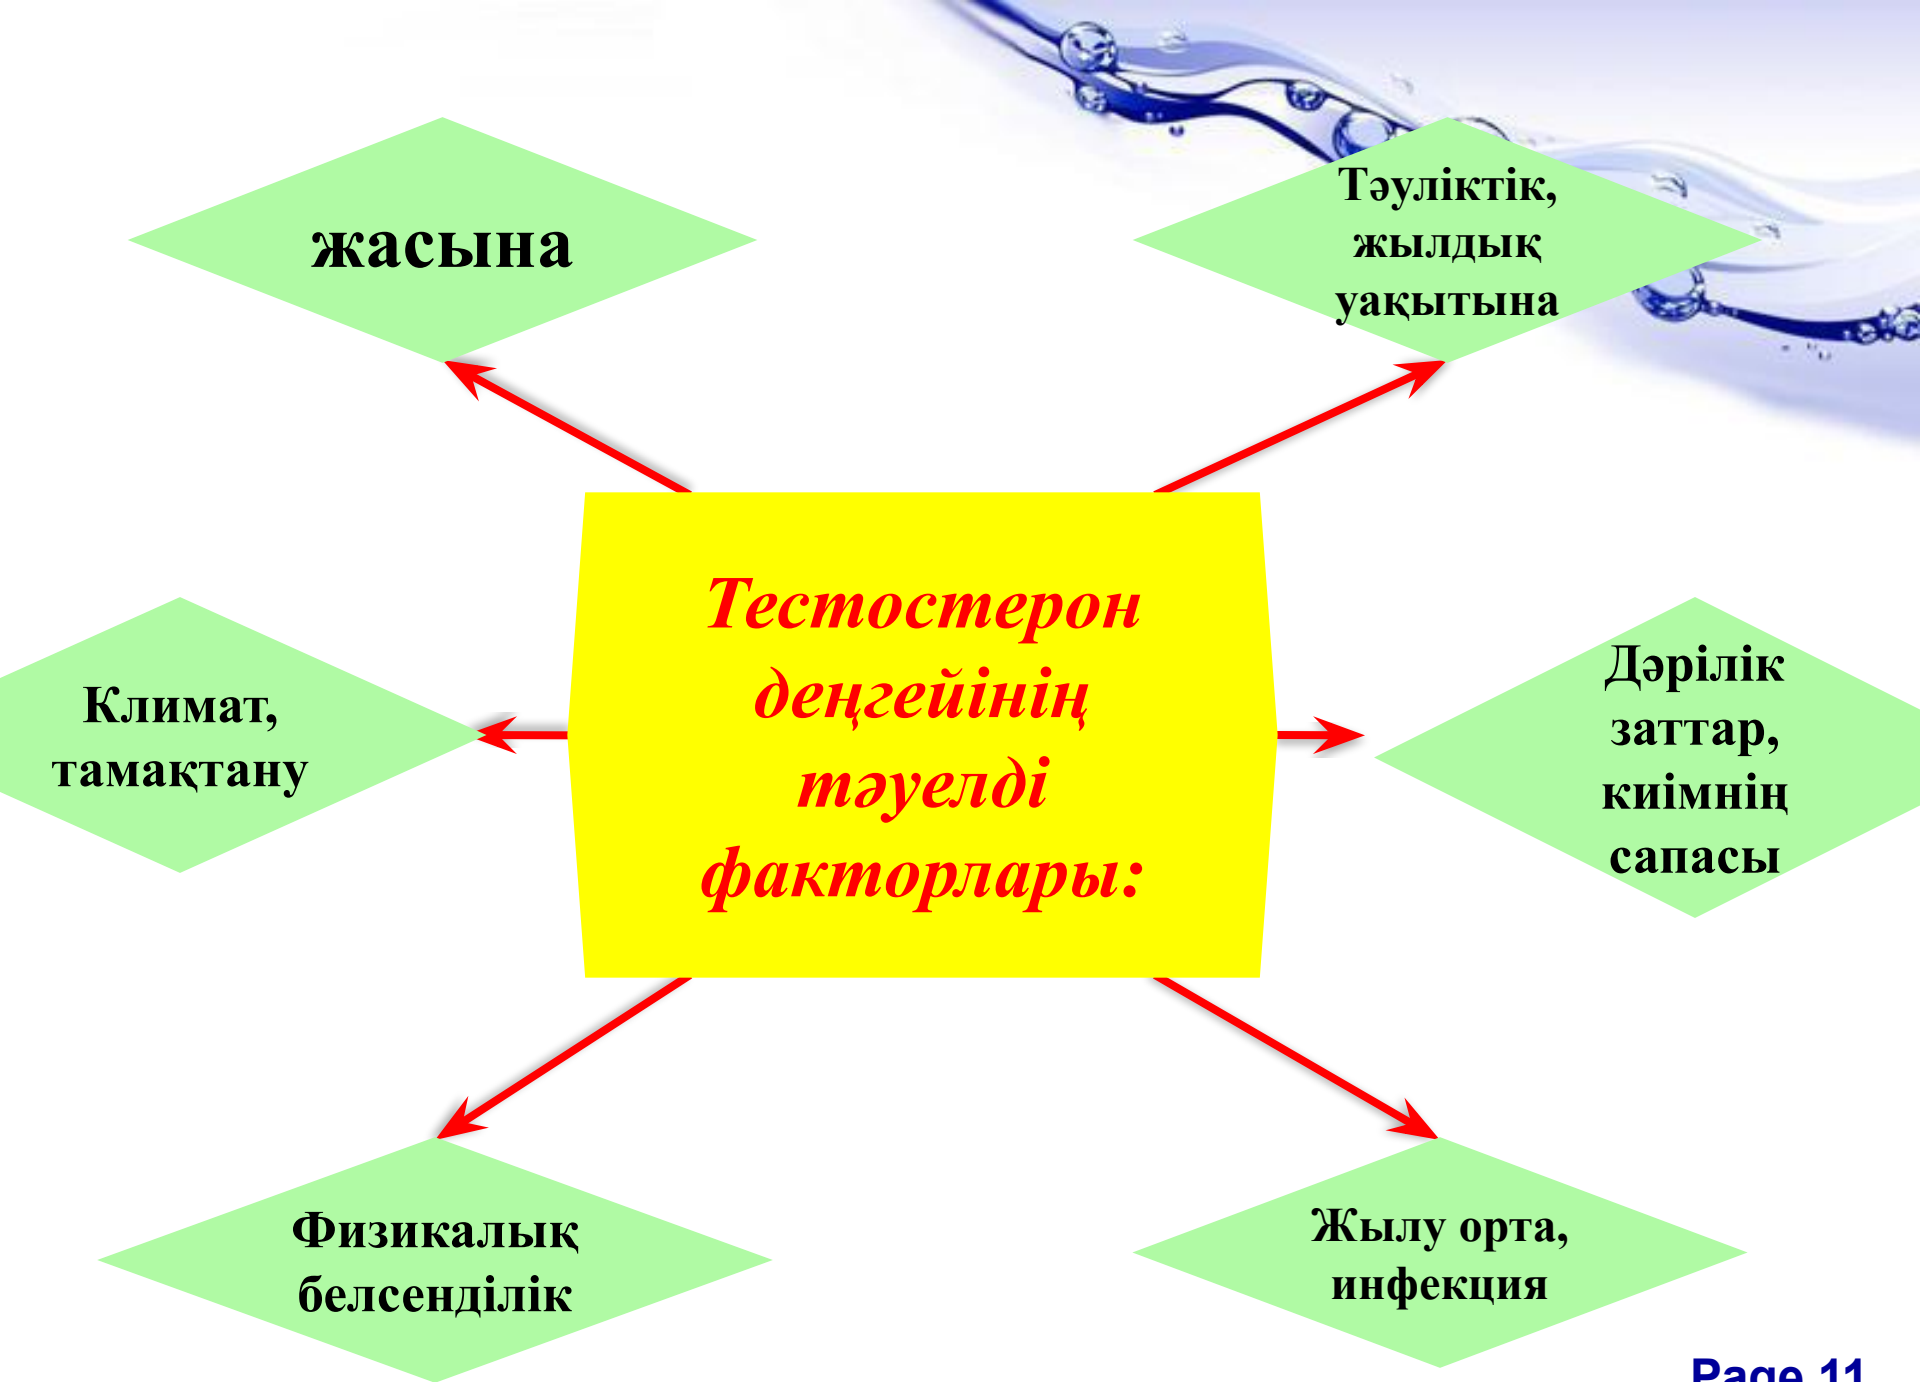 жасына
Тәуліктік,
жылдық
уақытына
Тестостерон
деңгейінің
тәуелді
факторлары:
Климат,
тамақтану
Дәрілік
заттар,
киімнің
сапасы
Физикалық
белсенділік
Жылу орта,
инфекция
Page 11